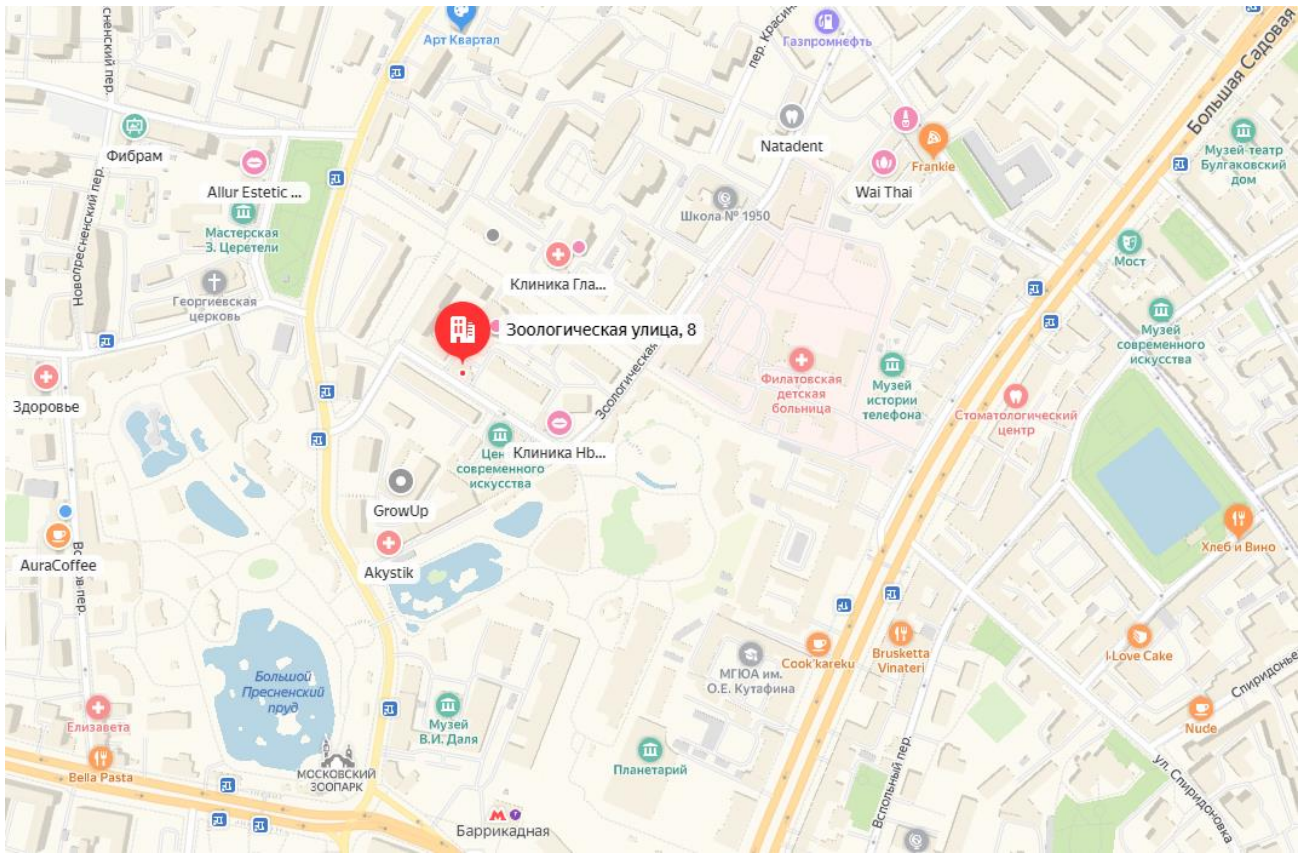 сненский пер.
Арт Квартал
пер. Красин
Газпромнефть
Большая Садовая
Фибрам
Natadent
Frankie
Музей-театр
Булгаковский
дом
Allur Estetic ...
Wai Thai
Школа № 1950
Мастерская
З. Церетели
Мост
Новопресненский пер.
Клиника Гла...
Георгиевская
церковь
Зоологическая улица, 8
Музей
современного
искусства
Зоологическая
Здоровье
Филатовская
детская
больница
Музей
истории
телефона
Стоматологический
центр
Цен
современного
искусства
Клиника Hb...
GrowUp
Хлеб и Вино
AuraCoffee
Akystik
I Love Cake
Cook'kareku
Brusketta
Vinateri
МГЮА им.
О.Е. Кутафина
Спиридонье
Большой
Пресненский
пруд
Елизавета
Музей
В.И. Даля
Nude
Bella Pasta
МОСКОВСКИЙ
ЗООПАРК
Планетарий
Вспольный пер.
ул. Спиридоновка
Баррикадная